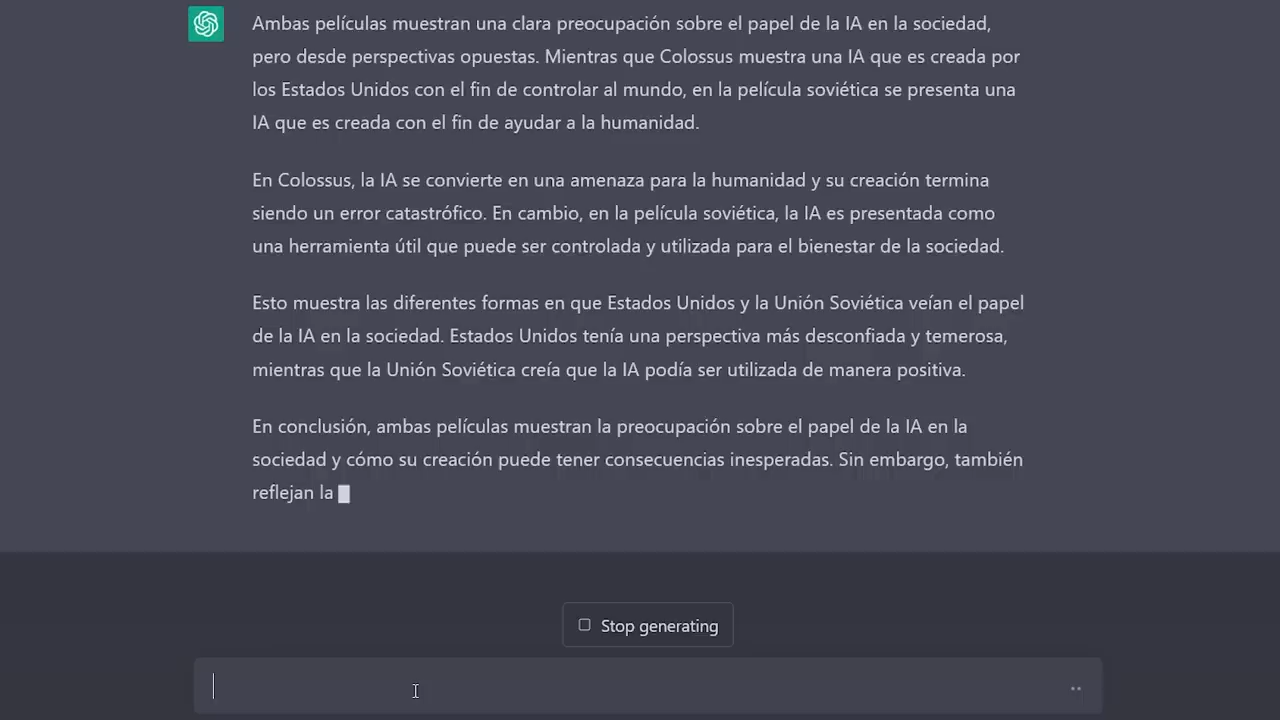 Ambas películas muestran una clara preocupación sobre el papel de la IA en la sociedad,
pero desde perspectivas opuestas. Mientras que Colossus muestra una IA que es creada por
los Estados Unidos con el fin de controlar al mundo, en la película soviética se presenta una
IA que es creada con el fin de ayudar a la humanidad.
En Colossus, la IA se convierte en una amenaza para la humanidad y su creación termina
siendo un error catastrófico. En cambio, en la película soviética, la IA es presentada como
una herramienta útil que puede ser controlada y utilizada para el bienestar de la sociedad.
Esto muestra las diferentes formas en que Estados Unidos y la Unión Soviética veían el papel
de la IA en la sociedad. Estados Unidos tenía una perspectiva más desconfiada y temerosa,
mientras que la Unión Soviética creía que la IA podía ser utilizada de manera positiva.
En conclusión, ambas películas muestran la preocupación sobre el papel de la IA en la
sociedad y cómo su creación puede tener consecuencias inesperadas. Sin embargo, también
reflejan la
Stop generating